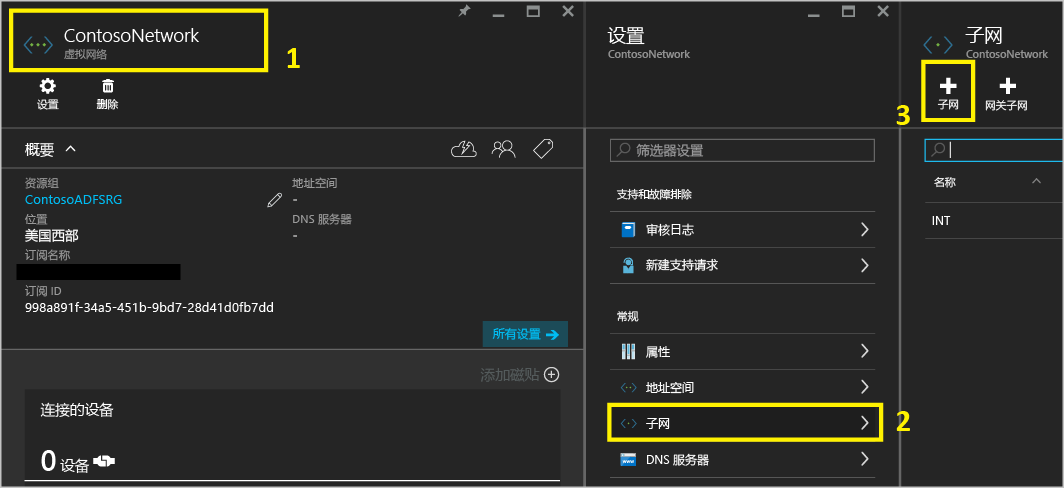 ContosoNetwork
虚拟网络
1
设置
删除
概要
资源组
ContosoADFSRG
位置
美国西部
订阅名称
订阅 ID
998a891f-34a5-451b-9bd7-28d41d0fb7dd
地址空间
-
DNS 服务器
-
所有设置
添加磁贴
连接的设备
0 设备
设置
ContosoNetwork
筛选器设置
支持和故障排除
审核日志
新建支持请求
常规
属性
地址空间
子网
2
DNS 服务器
子网
ContosoNetwork
3
子网
网关子网
名称
INT